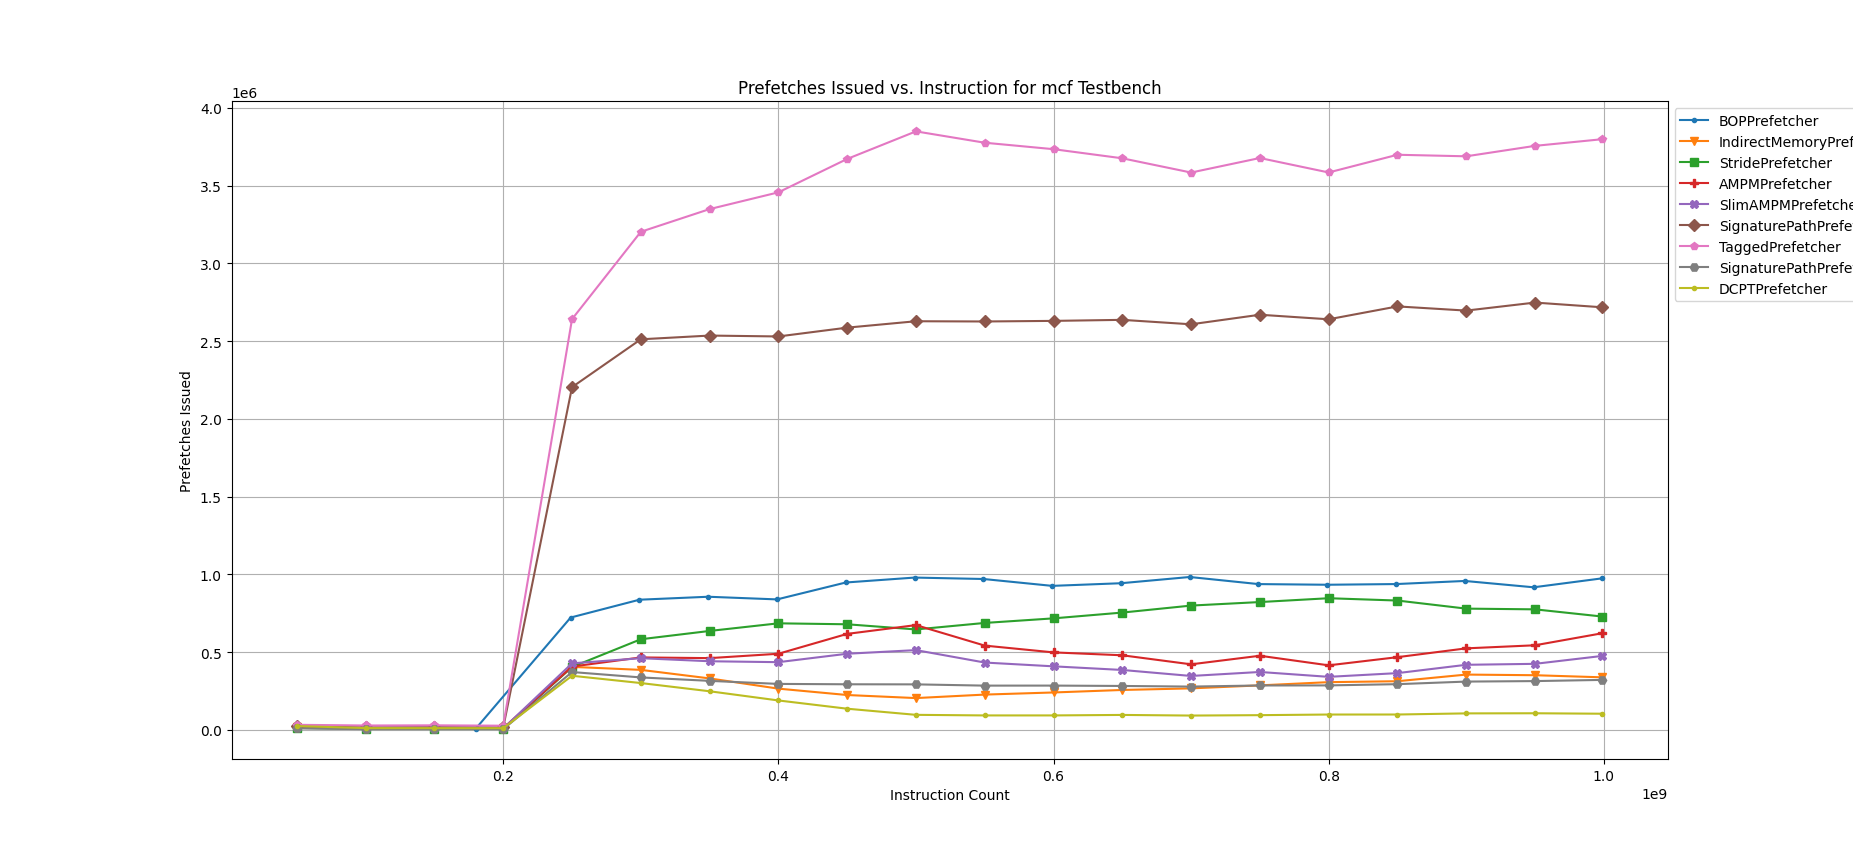 Prefetches Issued vs. Instruction for mcf Testbench
1e6
4.0
3.5
3.0
2.5
2.0
1.5
1.0
0.5
0.0
Prefetches Issued
0.2
0.4
0.6
0.8
1.0
Instruction Count
1e9
BOPPrefetcher
IndirectMemoryPref
StridePrefetcher
AMPMPrefetcher
SlimAMPMPrefetche
SignaturePathPrefe
TaggedPrefetcher
SignaturePathPrefe
DCPTPrefetcher